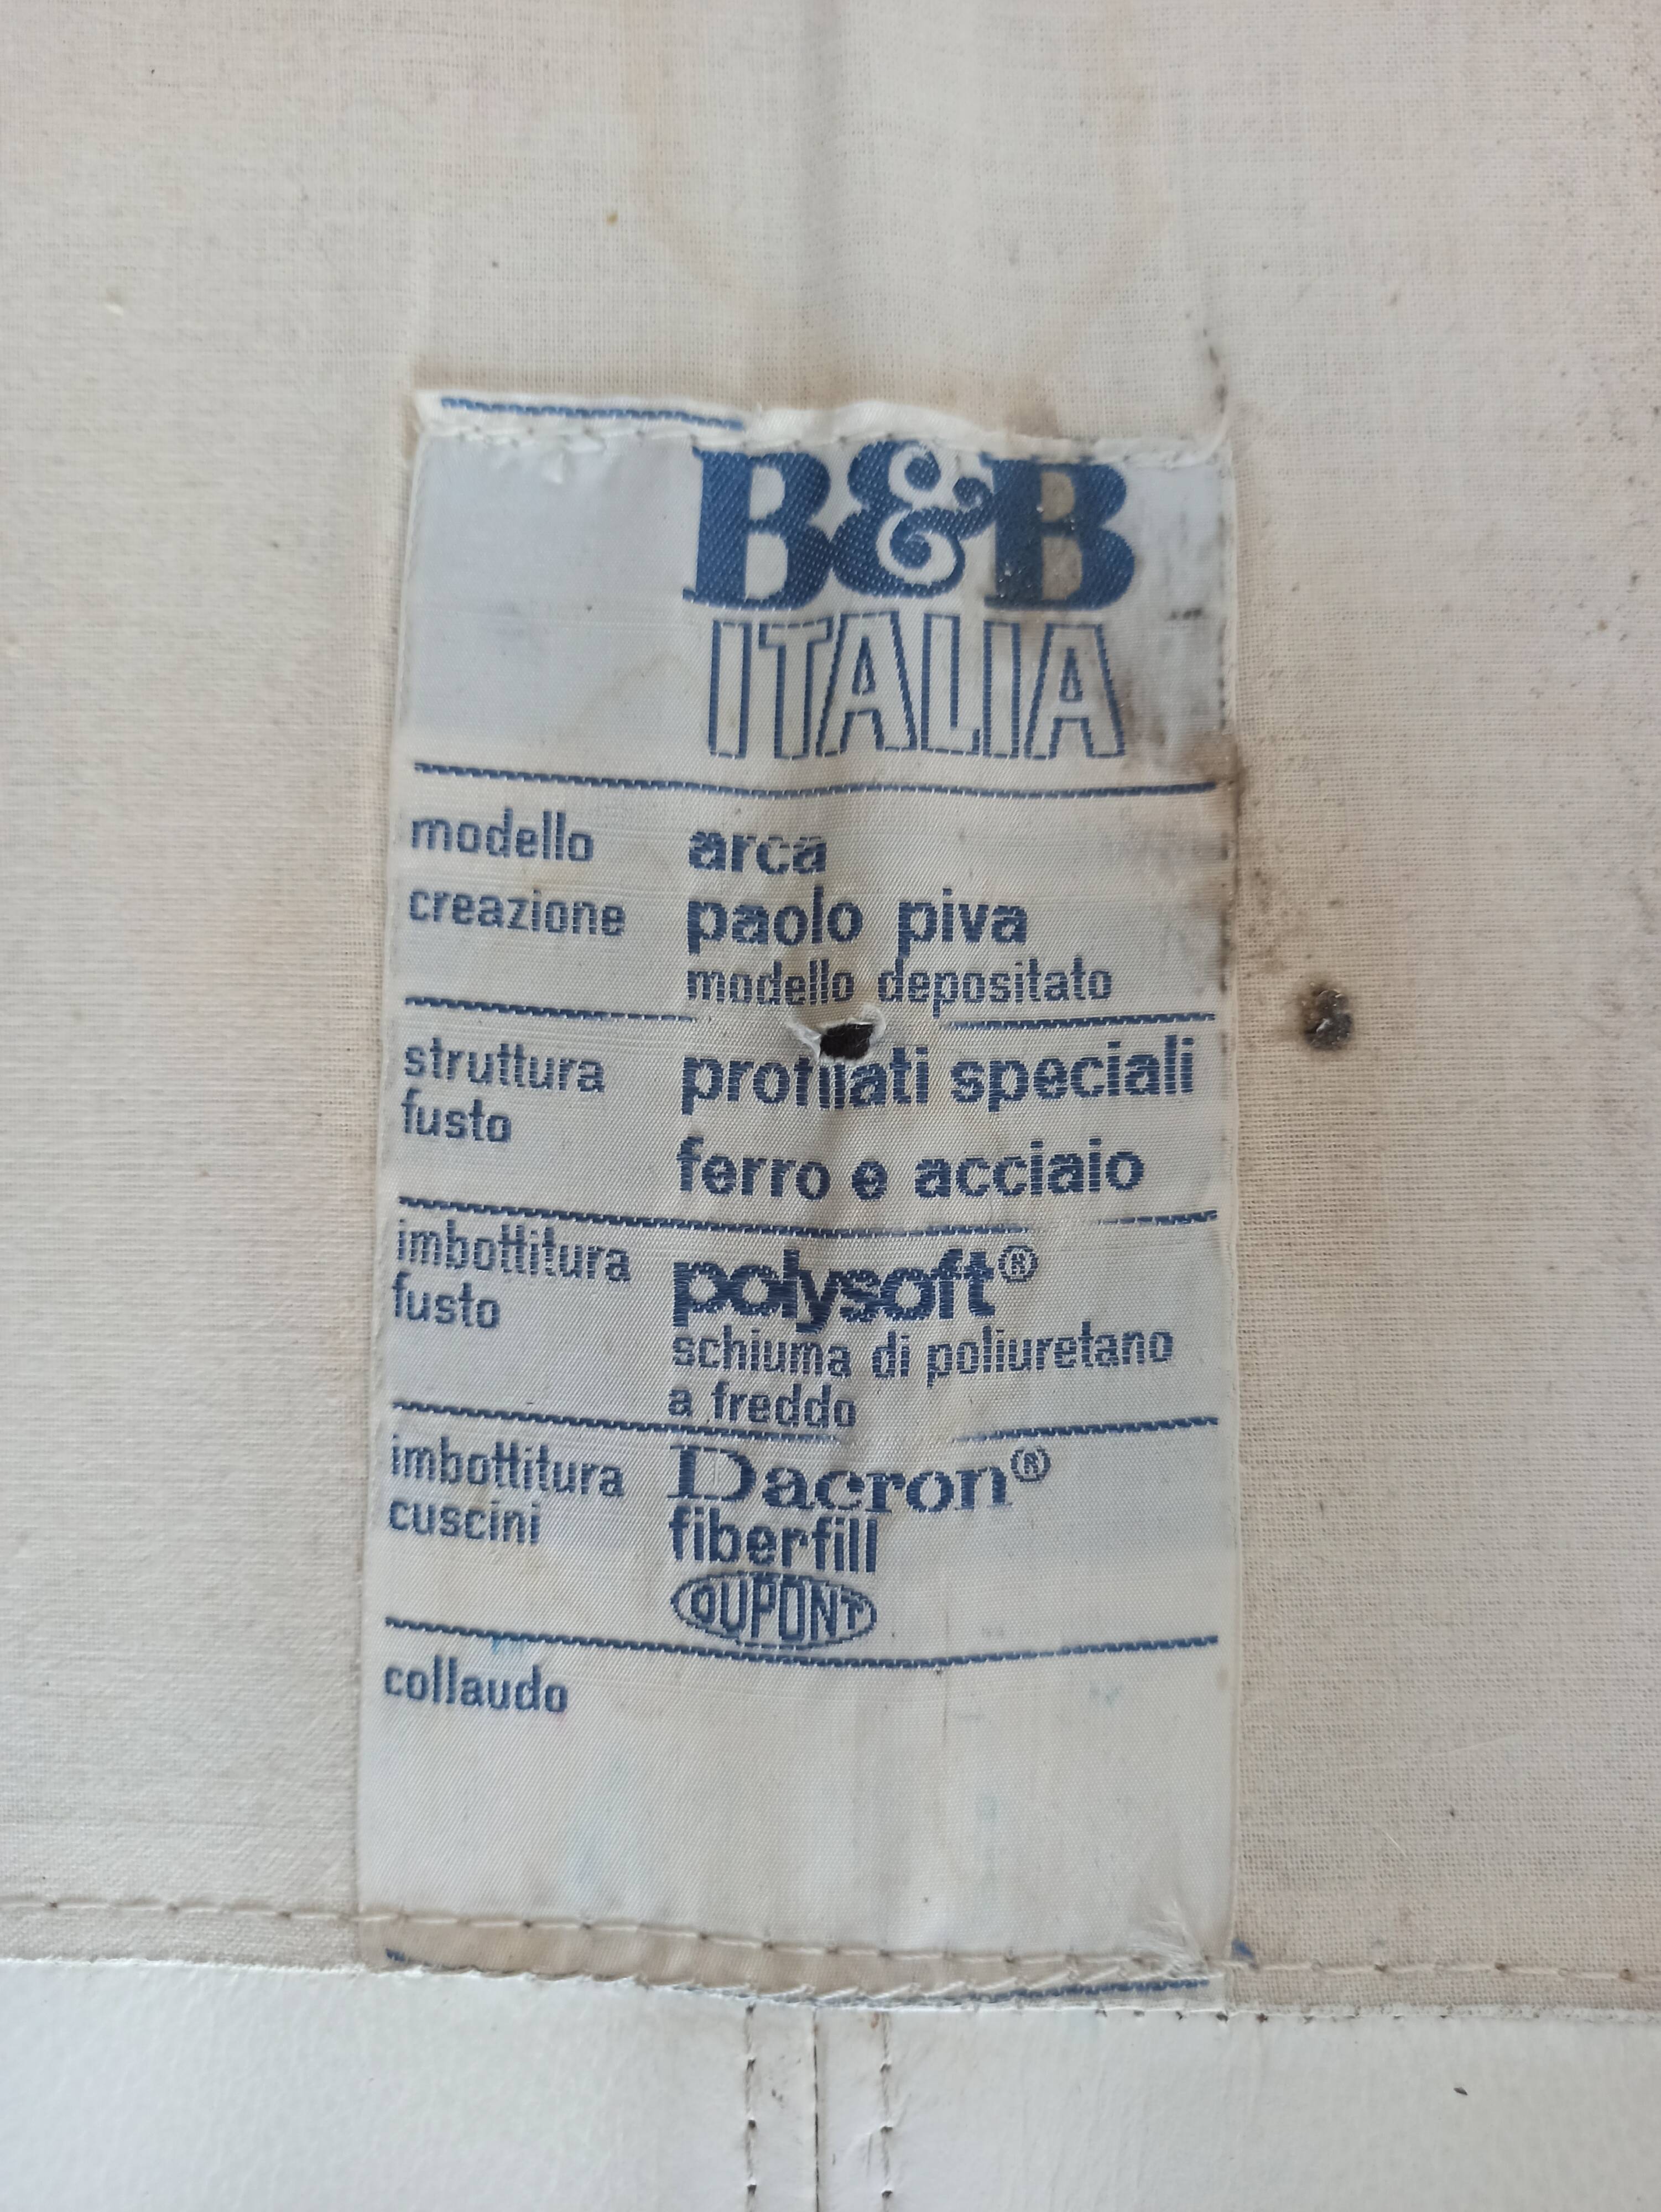 B&B
ITALIA
modello arca
creazione paolo piva
modello depositato
struttura profilati speciali
fusto
ferro e acciaio
imbottitura polysoft®
fusto
schiuma di poliuretano
a freddo
imbottitura Dacron®
cuscini fiberfill
DUPONT
collaudo